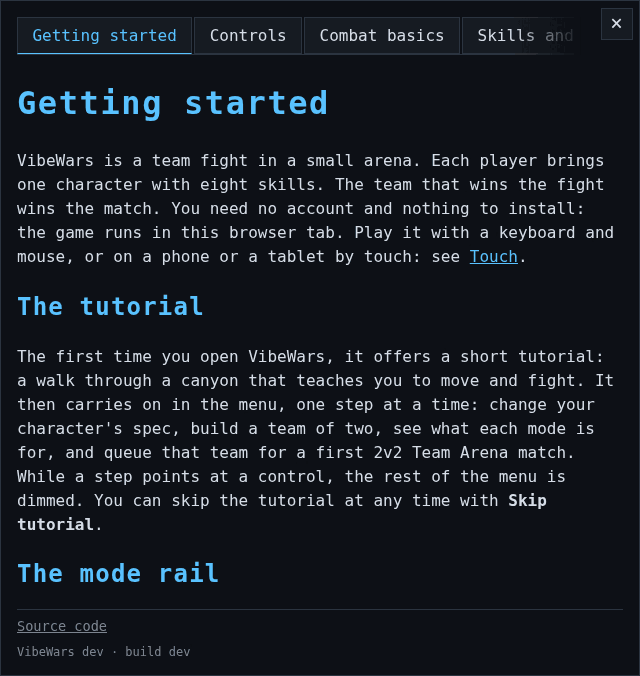 Getting started
Controls
Combat basics
Skills and
×
Getting started
VibeWars is a team fight in a small arena. Each player brings
one character with eight skills. The team that wins the fight
wins the match. You need no account and nothing to install:
the game runs in this browser tab. Play it with a keyboard and
mouse, or on a phone or a tablet by touch: see Touch.
The tutorial
The first time you open VibeWars, it offers a short tutorial:
a walk through a canyon that teaches you to move and fight. It
then carries on in the menu, one step at a time: change your
character's spec, build a team of two, see what each mode is
for, and queue that team for a first 2v2 Team Arena match.
While a step points at a control, the rest of the menu is
dimmed. You can skip the tutorial at any time with Skip
tutorial.
The mode rail
Source code
VibeWars dev · build dev